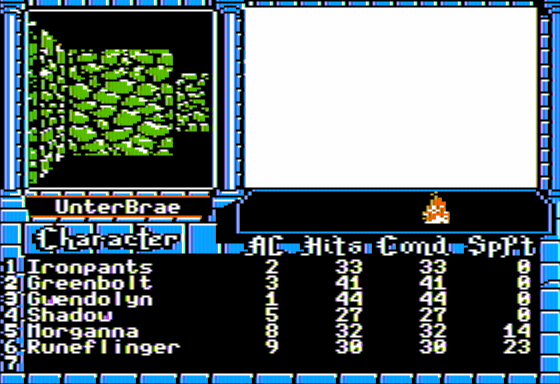 UnterBrae
Character AC Hits Cond SpPt
1 Ironpants 2 33 33 0
2 Greenbolt 3 41 41 0
3 Gwendolyn 1 44 44 0
4 Shadow 5 27 27 0
5 Morganna 8 32 32 14
6 Runeflinger 9 30 30 23
7